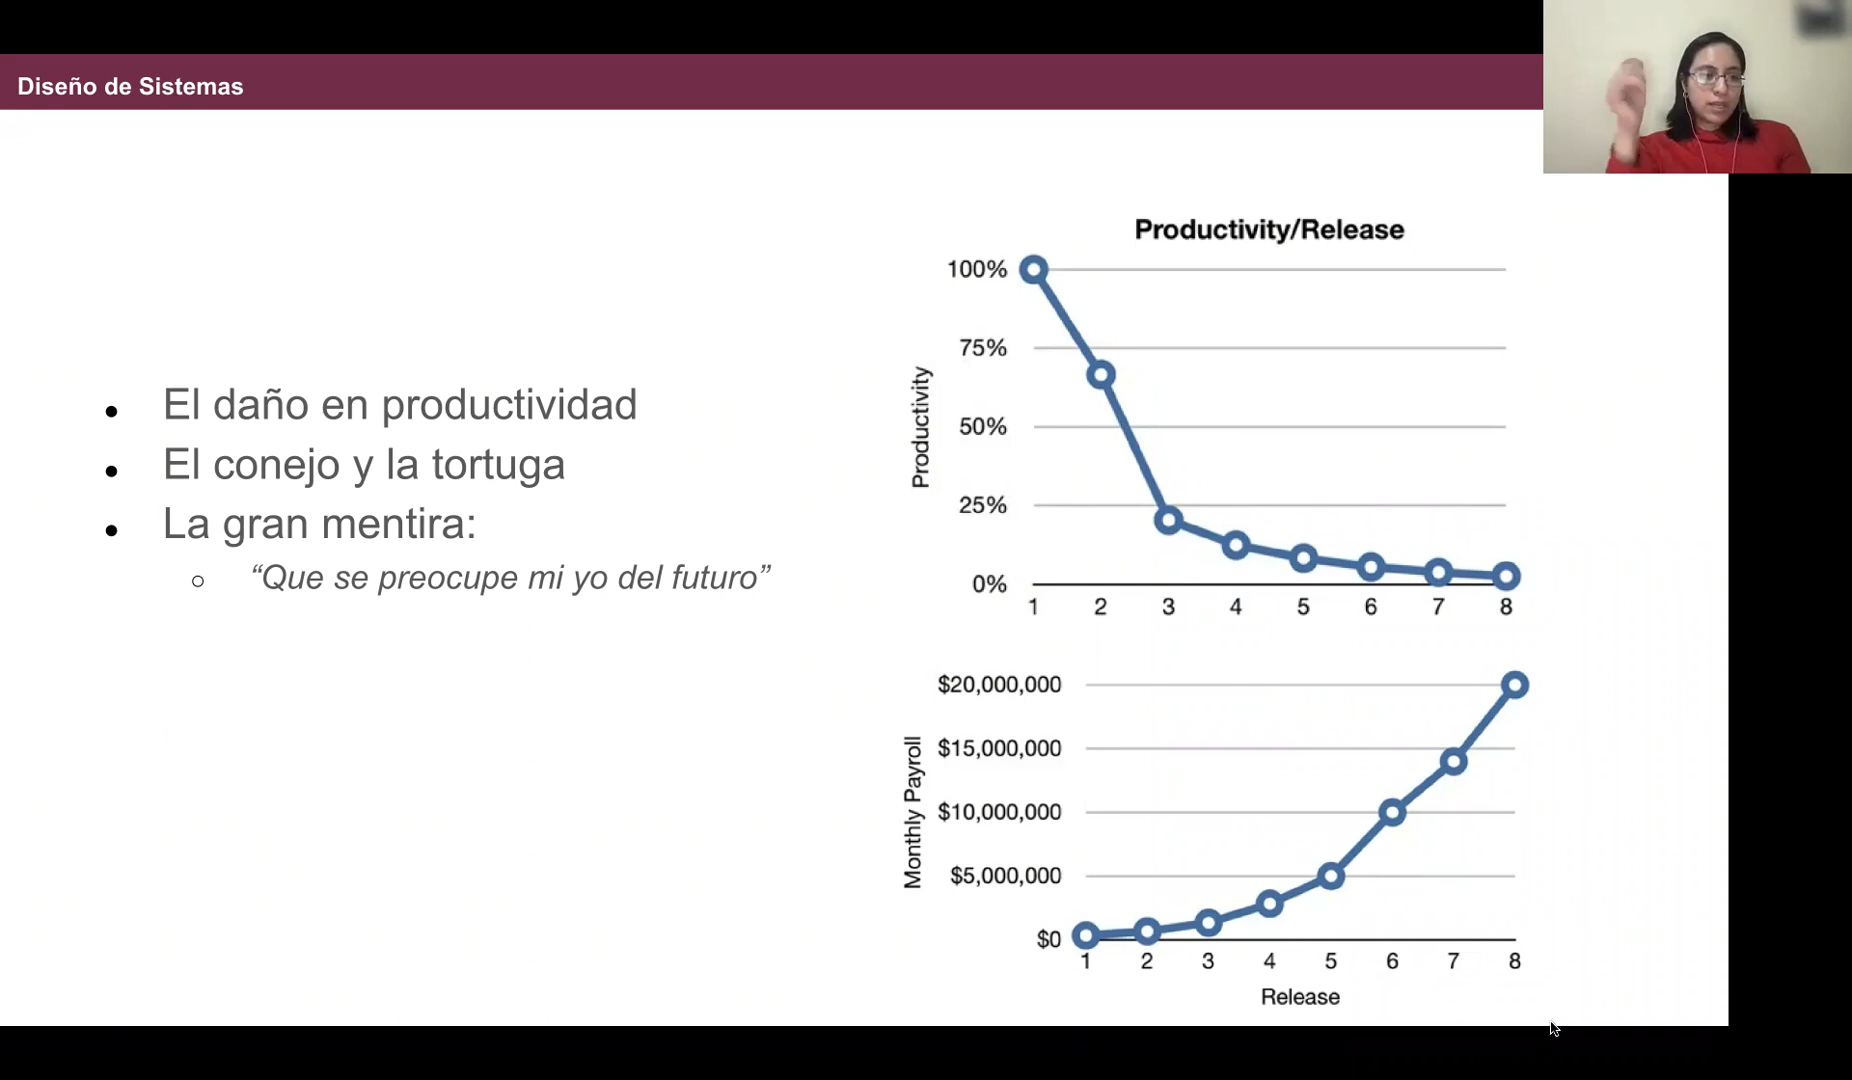 Diseño de Sistemas
El daño en productividad
El conejo y la tortuga
La gran mentira:
“Que se preocupe mi yo del futuro”
Productivity/Release
Productivity
100%
75%
50%
25%
0%
1 2 3 4 5 6 7 8
Monthly Payroll
$20,000,000
$15,000,000
$10,000,000
$5,000,000
$0
1 2 3 4 5 6 7 8
Release